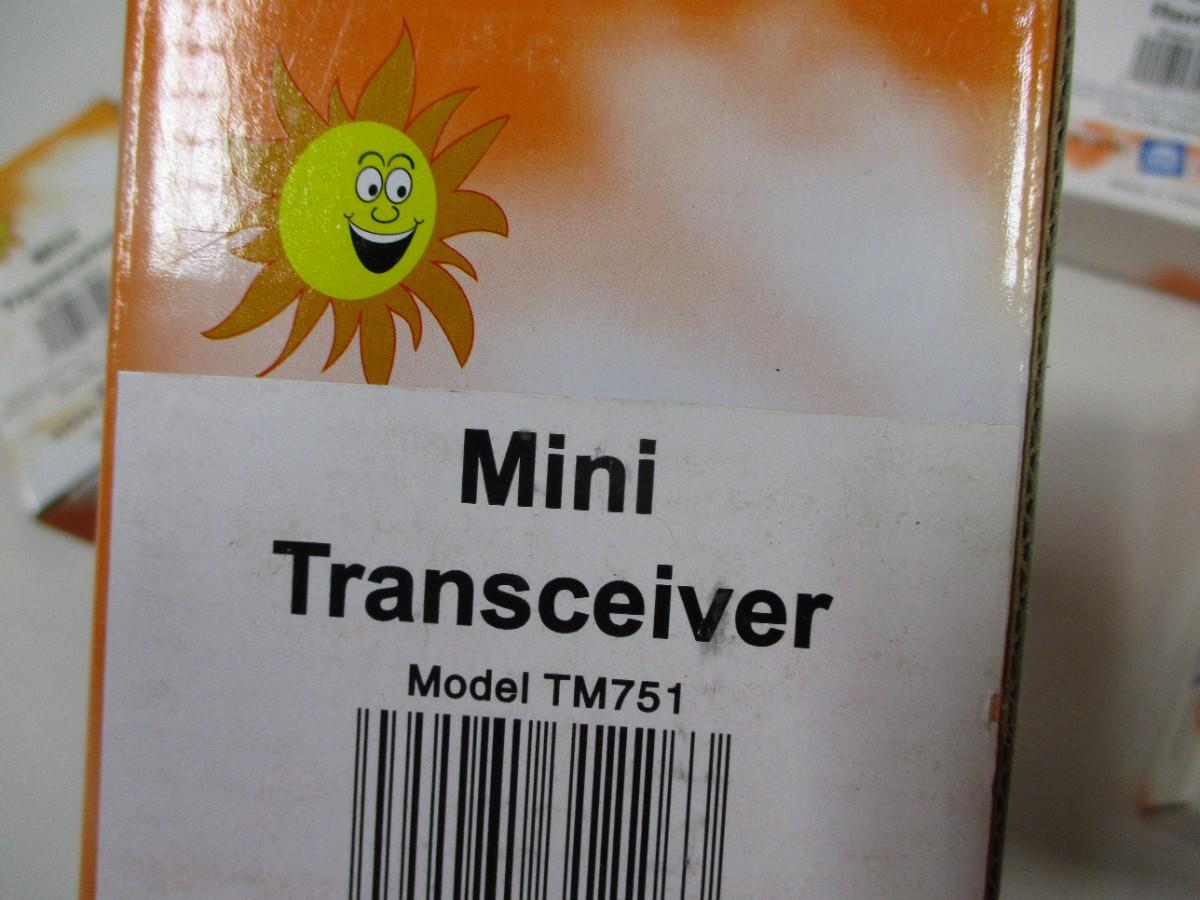 Mini
Transceiver
Model TM751